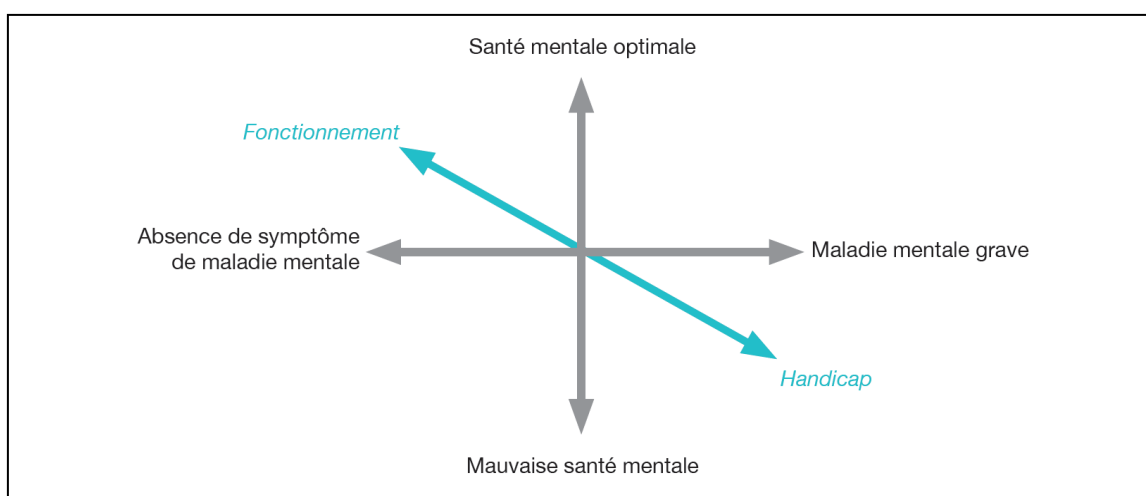 Santé mentale optimale
Fonctionnement
Absence de symptôme
de maladie mentale
Maladie mentale grave
Handicap
Mauvaise santé mentale